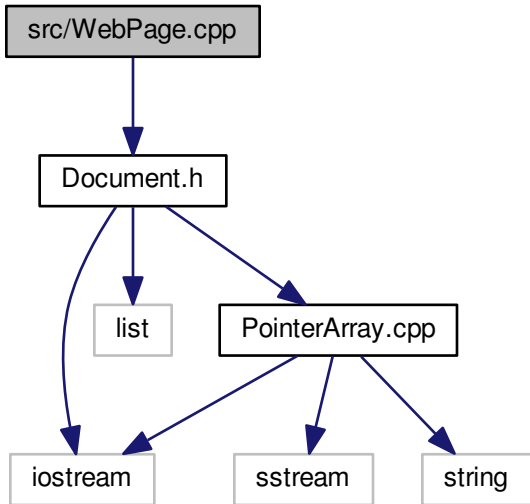 src/WebPage.cpp
Document.h
list
PointerArray.cpp
iostream
sstream
string